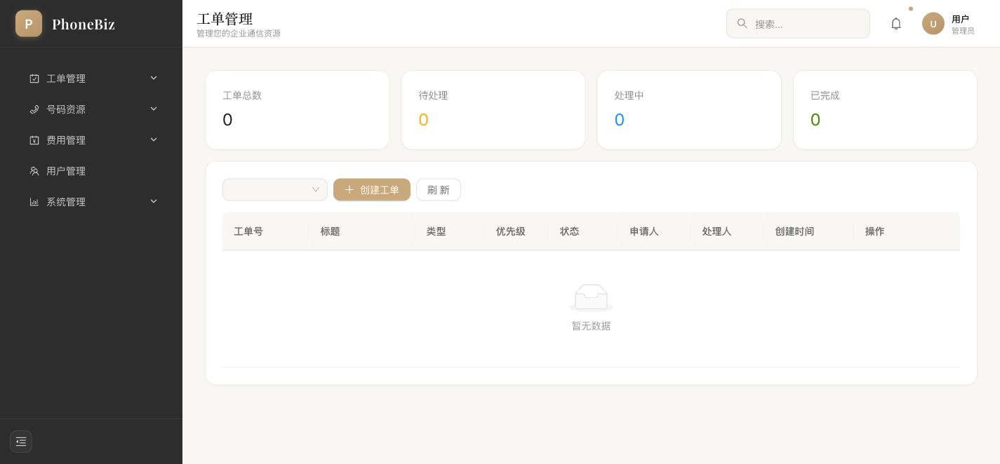 P PhoneBiz
工单管理
号码资源
费用管理
用户管理
系统管理
工单管理
管理您的企业通信资源
搜索...
U
用户
管理员
工单总数
0
待处理
0
处理中
0
已完成
0
创建工单
刷 新
工单号 标题 类型 优先级 状态 申请人 处理人 创建时间 操作
暂无数据